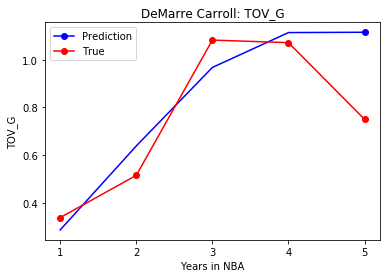 DeMarre Carroll: TOV_G
Prediction
True
1.0
0.8
0.6
0.4
TOV_G
1 2 3 4 5
Years in NBA